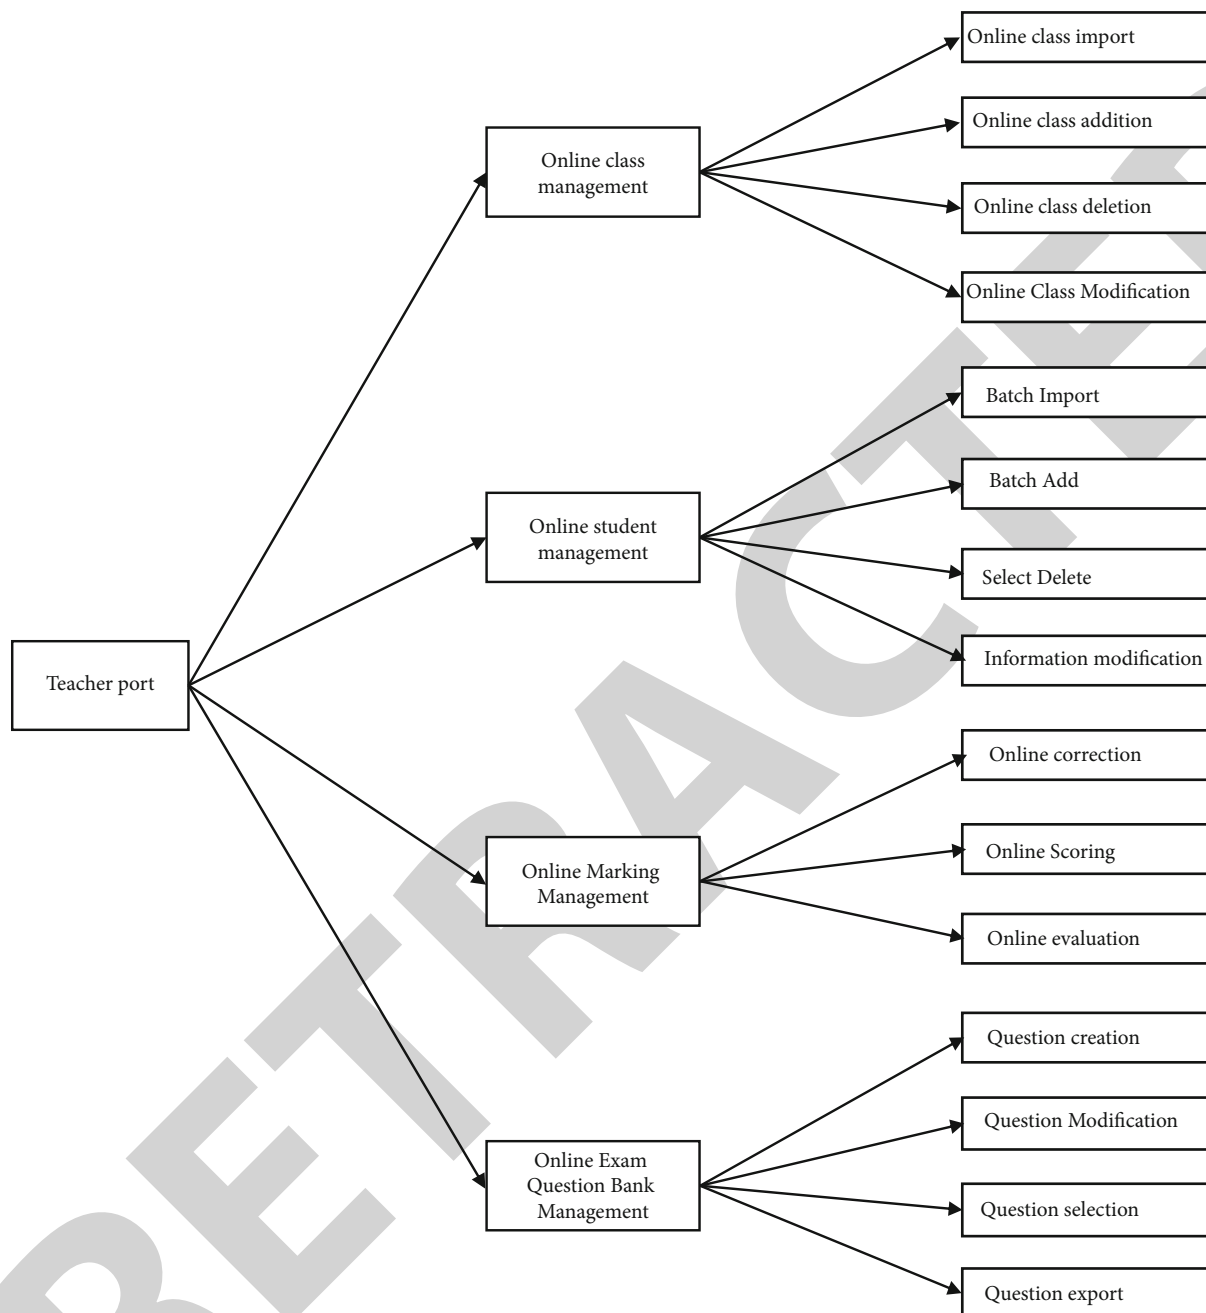 Teacher port
Online class
management
Online class import
Online class addition
Online class deletion
Online Class Modification
Online student
management
Batch Import
Batch Add
Select Delete
Information modification
Online Marking
Management
Online correction
Online Scoring
Online evaluation
Online Exam
Question Bank
Management
Question creation
Question Modification
Question selection
Question export
RETRACTE